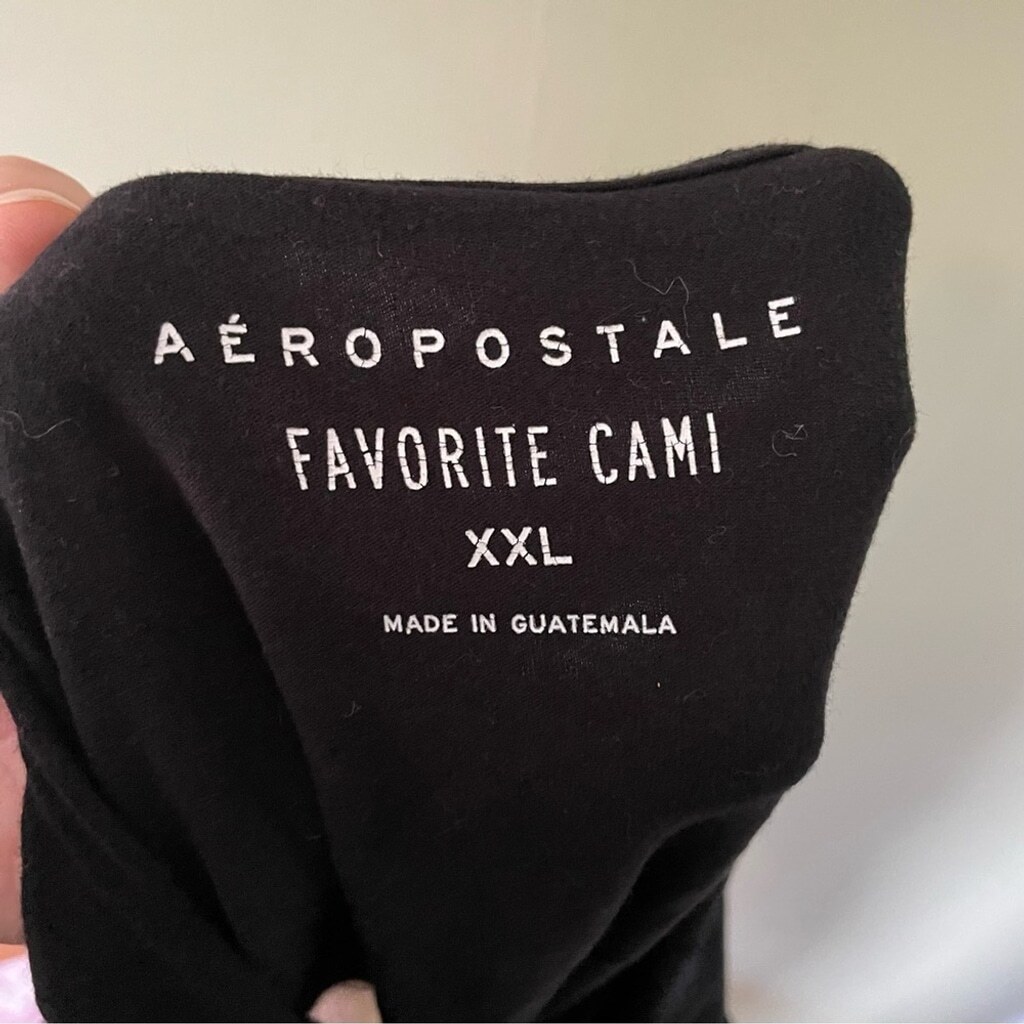 AÉROPOSTALE
FAVORITE CAMI
XXL
MADE IN GUATEMALA